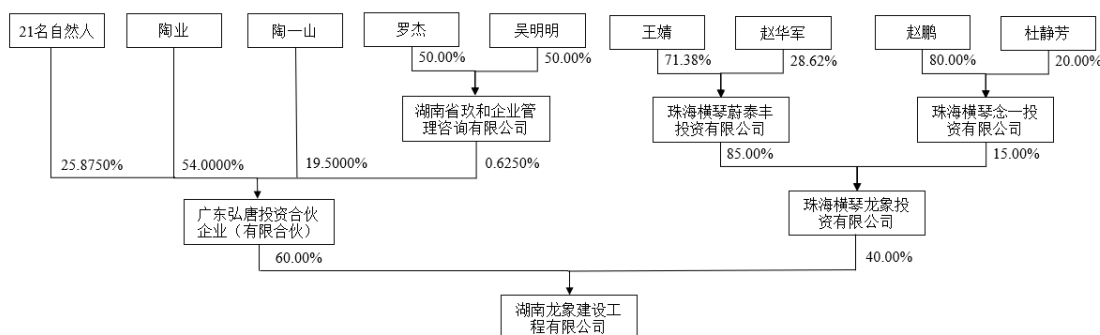 21名自然人
陶业
陶一山
罗杰
吴明明
王婧
赵华军
赵鹏
杜静芳
50.00%
50.00%
71.38%
28.62%
80.00%
20.00%
湖南省玖和企业管
理咨询有限公司
珠海横琴蔚泰丰
投资有限公司
珠海横琴念一投
资有限公司
25.8750%
54.0000%
19.5000%
0.6250%
85.00%
15.00%
广东弘唐投资合伙
企业（有限合伙）
珠海横琴龙象投
资有限公司
60.00%
40.00%
湖南龙象建设工
程有限公司